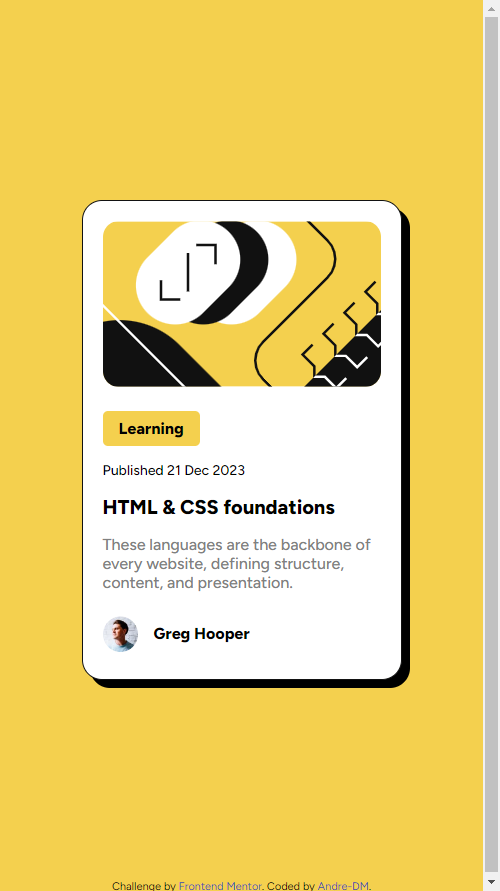 Learning
Published 21 Dec 2023
HTML & CSS foundations
These languages are the backbone of
every website, defining structure,
content, and presentation.
Greg Hooper
Challenge by Frontend Mentor. Coded by Andre-DM.